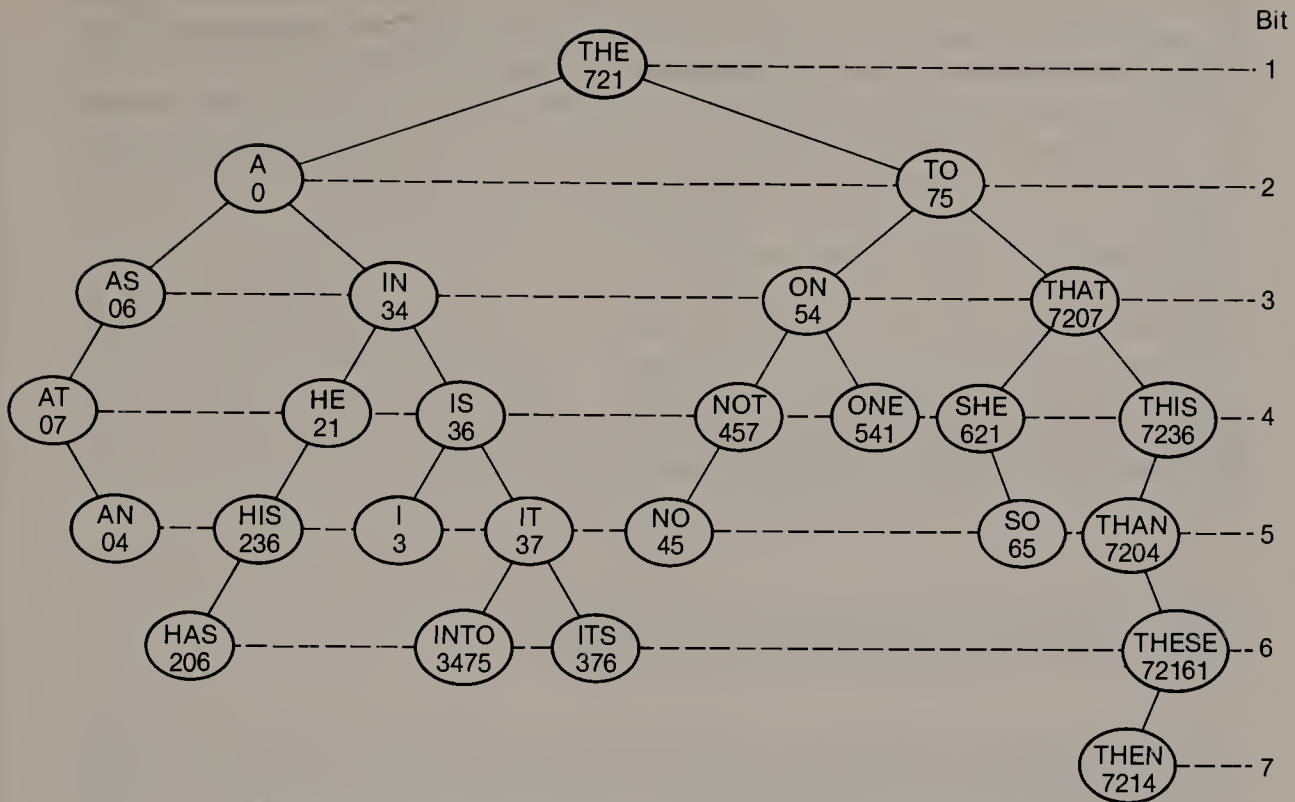 Bit
THE
721
1
A
0
TO
75
2
AS
06
IN
34
ON
54
THAT
7207
3
AT
07
HE
21
IS
36
NOT
457
ONE
541
SHE
621
THIS
7236
4
AN
04
HIS
236
I
3
IT
37
NO
45
SO
65
THAN
7204
5
HAS
206
INTO
3475
ITS
376
THESE
72161
6
THEN
7214
7